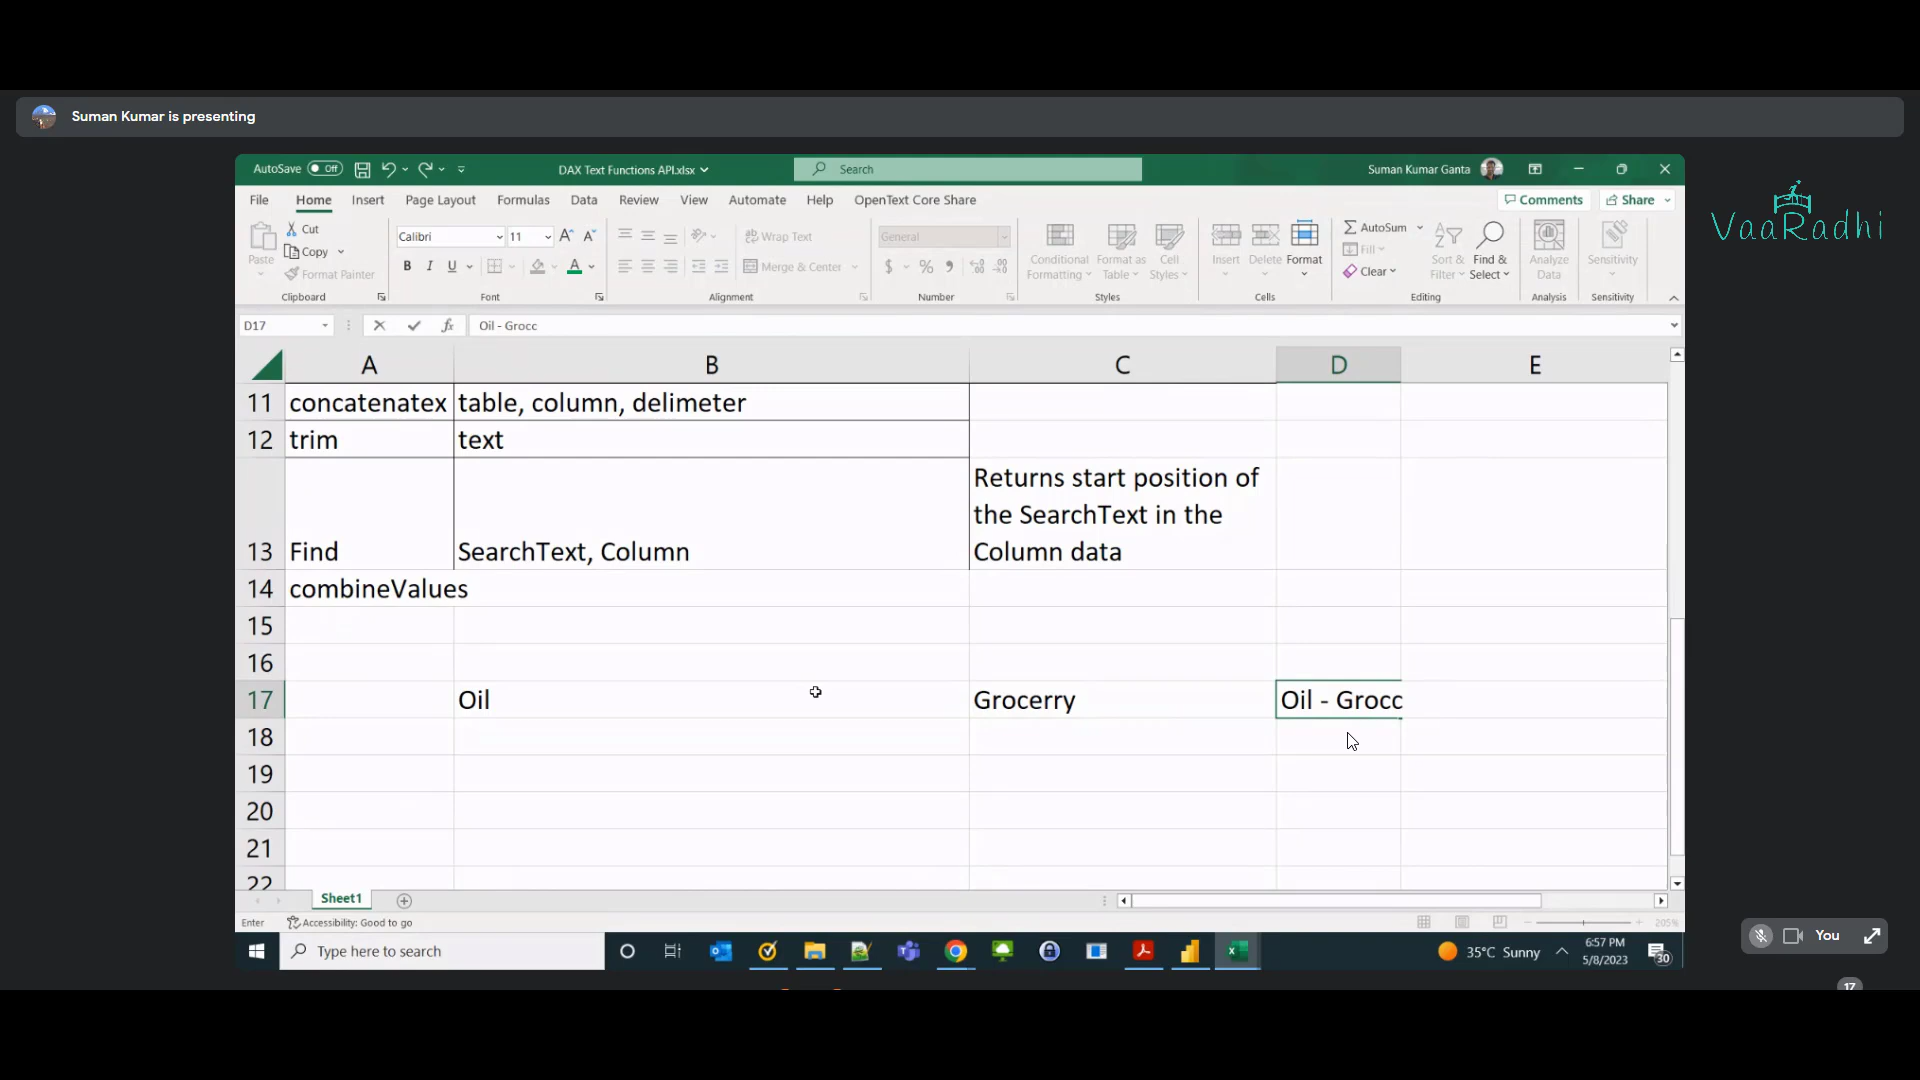 Suman Kumar is presenting
VaaRadhi
AutoSave Off
DAX Text Functions API.xlsx
Search
Suman Kumar Ganta
File Home Insert Page Layout Formulas Data Review View Automate Help OpenText Core Share
Comments Share
Paste
Cut
Copy
Format Painter
Clipboard
Calibri 11
B I U
Font
Wrap Text
Merge & Center
Alignment
General
$ %
Number
Conditional Formatting
Format as Table
Cell Styles
Styles
Insert Delete Format
Cells
AutoSum
Fill
Clear
Sort & Filter
Find & Select
Editing
Analyze Data
Analysis
Sensitivity
Sensitivity
D17
fx
Oil - Grocc
A B C D E
11 concatenatex table, column, delimeter
12 trim text
13 Find SearchText, Column Returns start position of
the SearchText in the
Column data
14 combineValues
15
16
17 Oil Grocerry Oil - Grocc
18
19
20
21
22
Sheet1
Enter
Accessibility: Good to go
205%
Type here to search
35°C Sunny
6:57 PM
5/8/2023
30
You
17